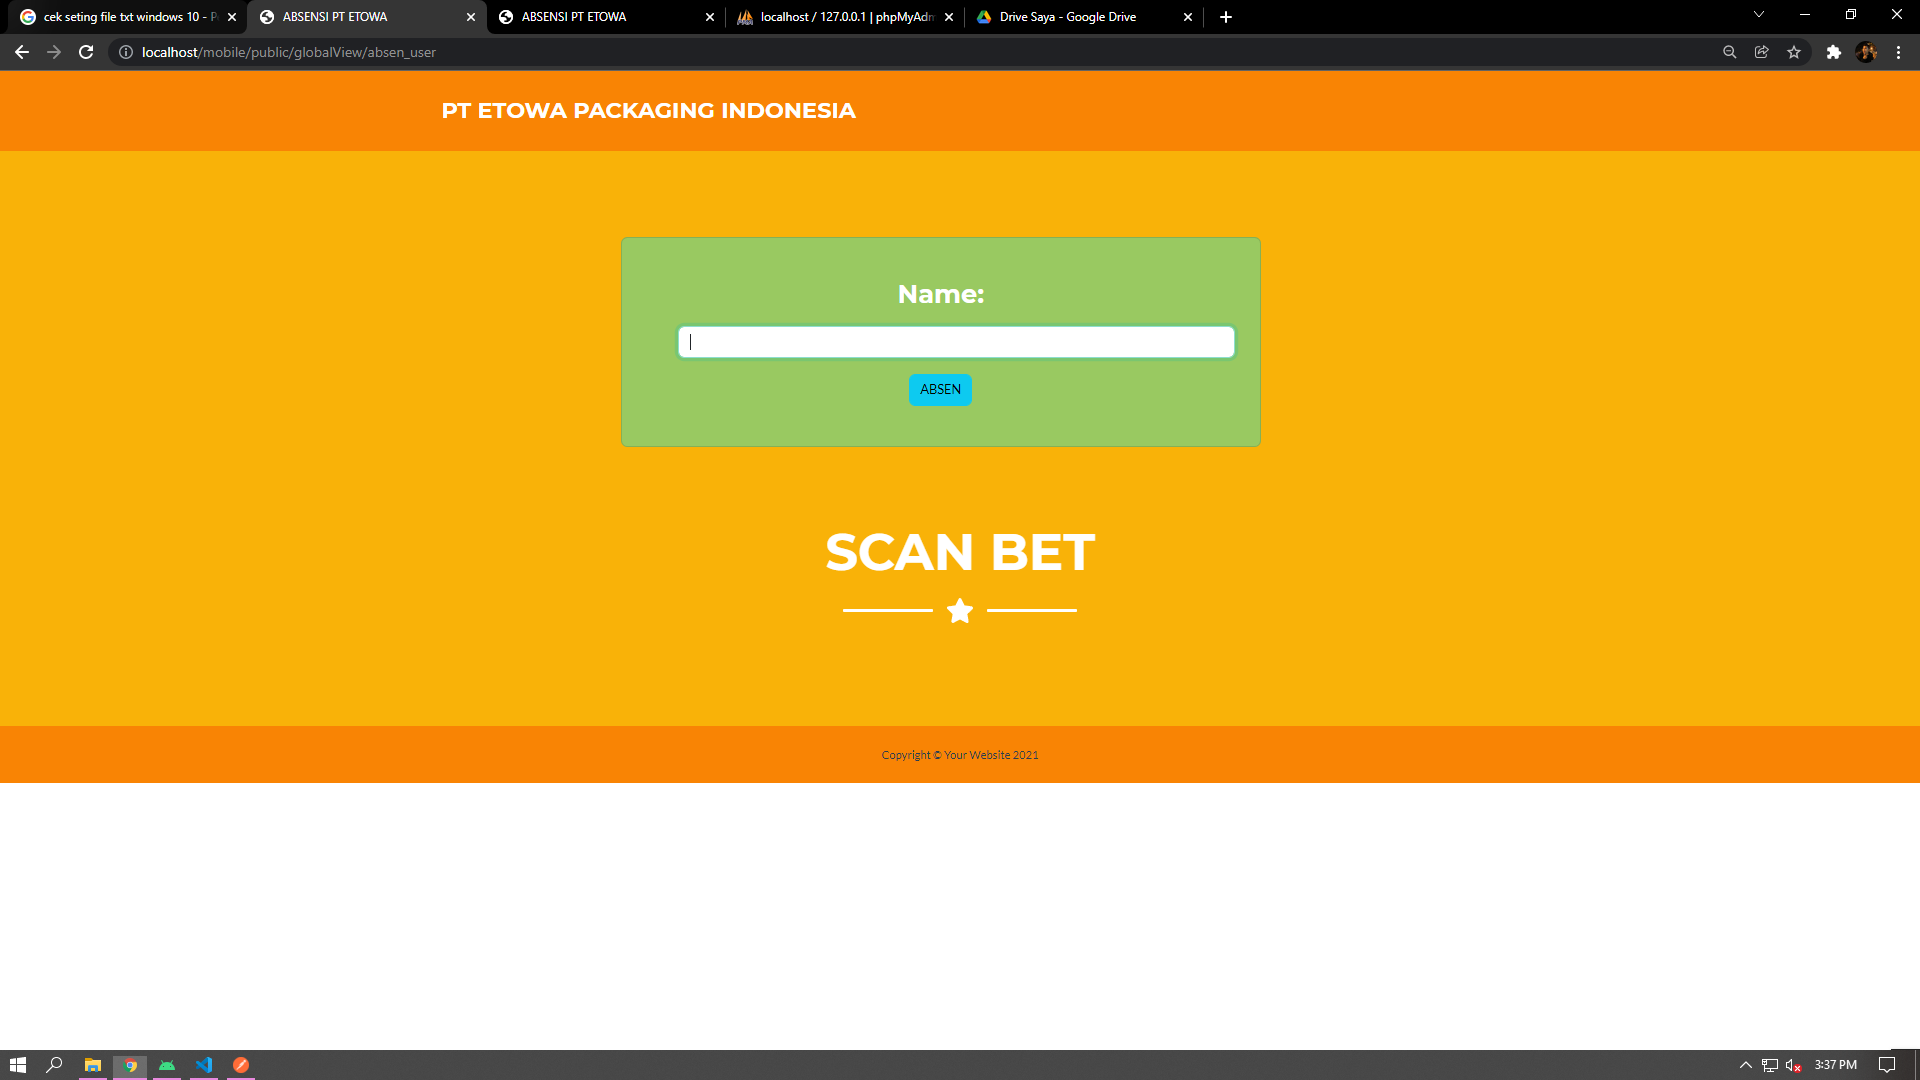 cek seting file txt windows 10 - P
ABSENSI PT ETOWA
ABSENSI PT ETOWA
localhost / 127.0.0.1 | phpMyAdm
Drive Saya - Google Drive
localhost/mobile/public/globalView/absen_user
PT ETOWA PACKAGING INDONESIA
Name:
ABSEN
SCAN BET
Copyright © Your Website 2021
3:37 PM